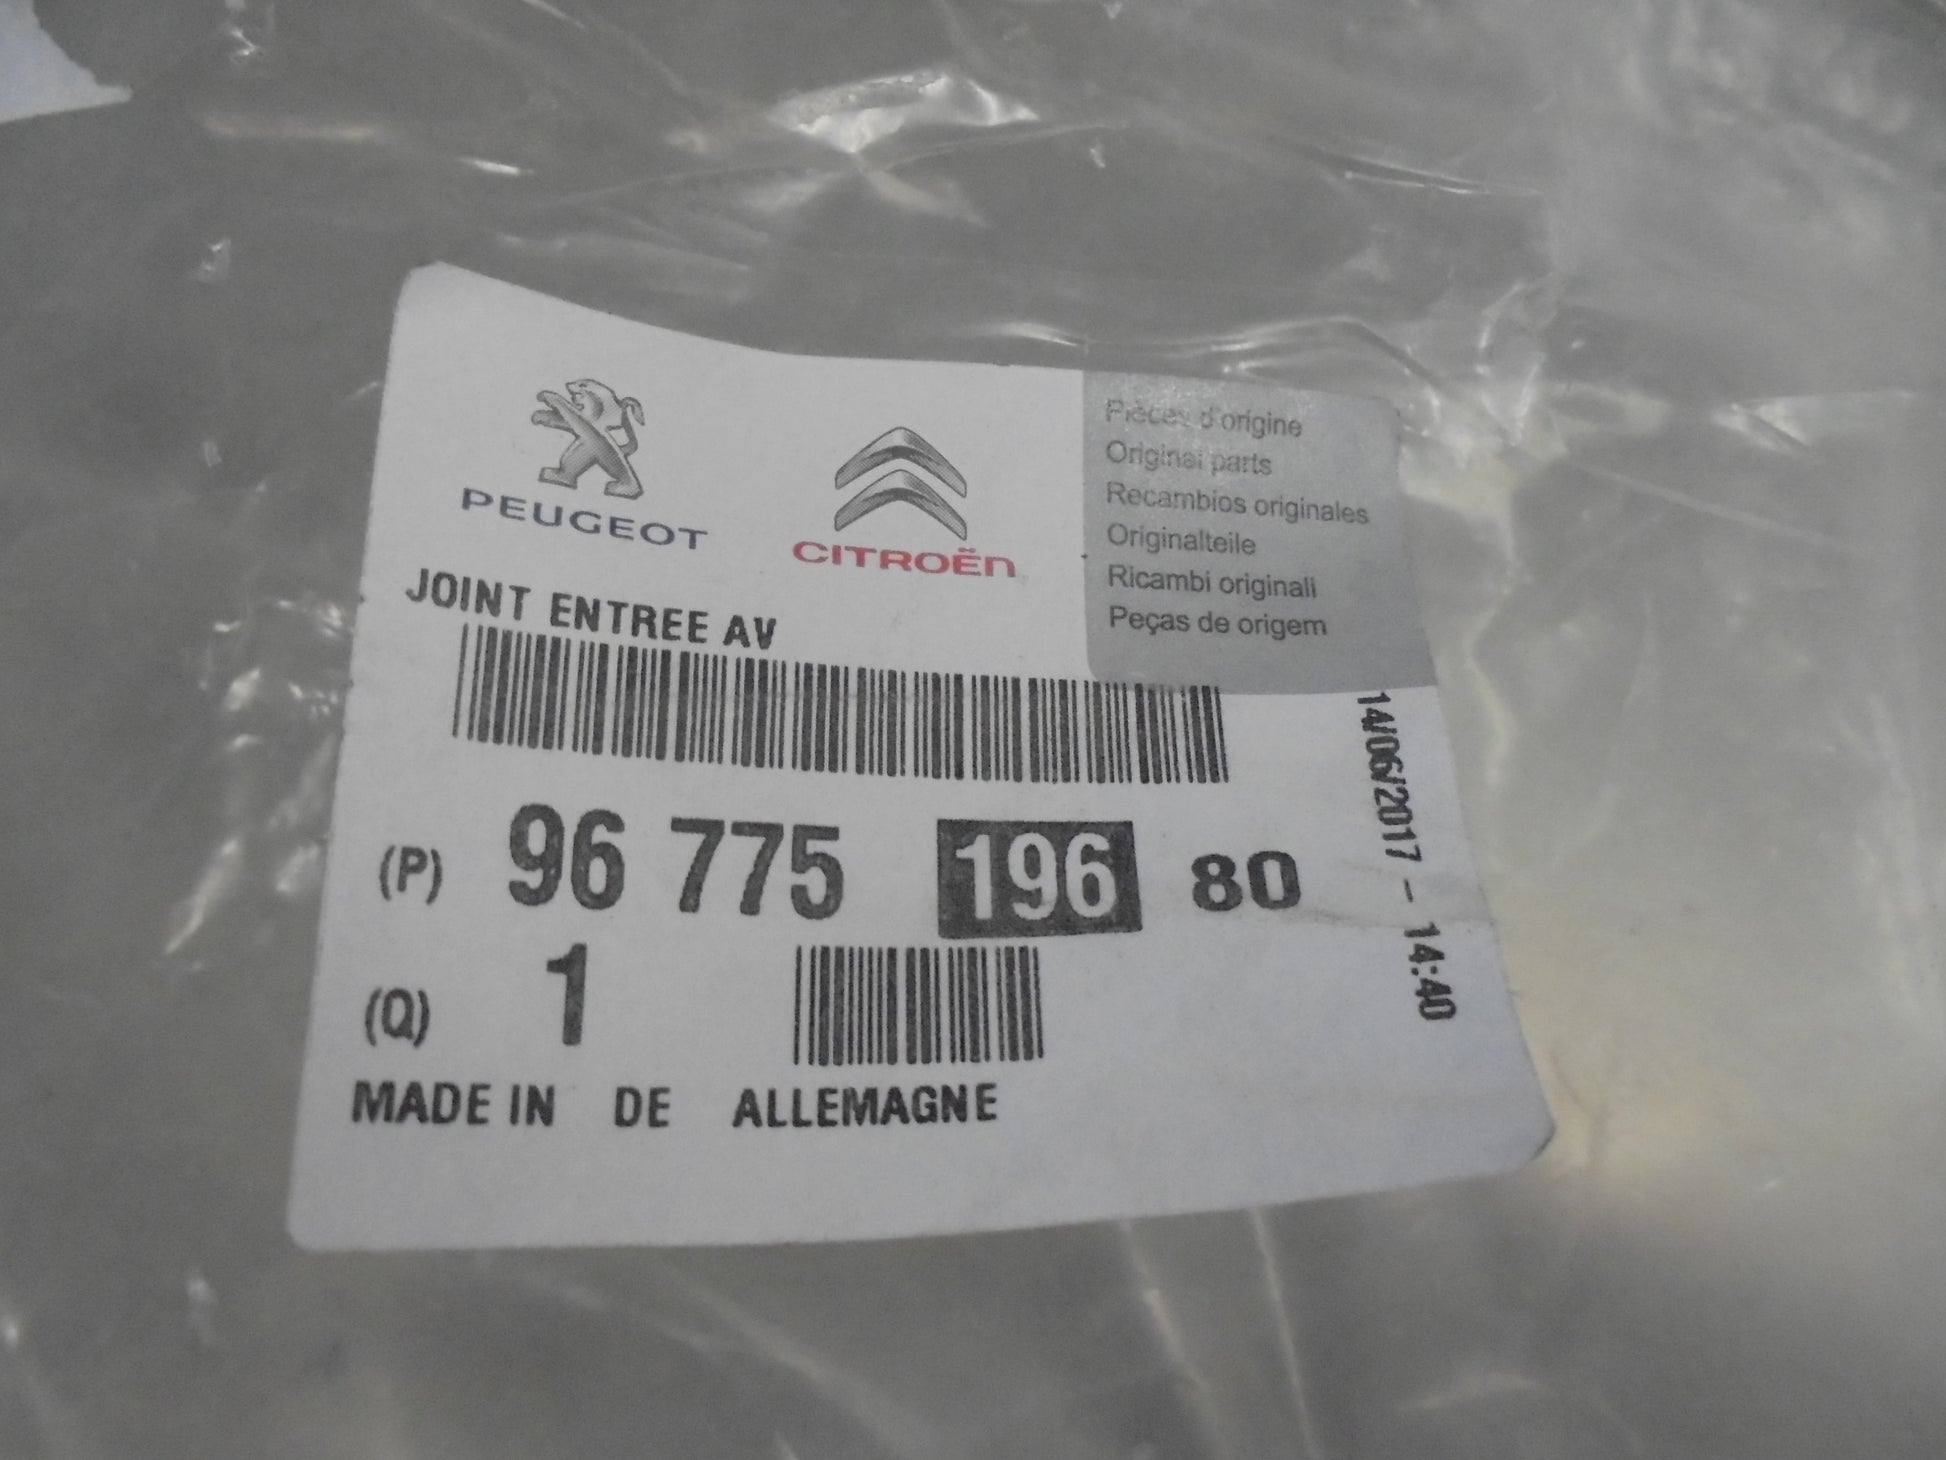 PEUGEOT
CITROËN
Pièces d'origine
Original parts
Recambios originales
Originalteile
Ricambi originali
Peças de origem
JOINT ENTREE AV
(P) 96 775 196 80
(Q) 1
MADE IN DE ALLEMAGNE
14/06/2017 - 14:40